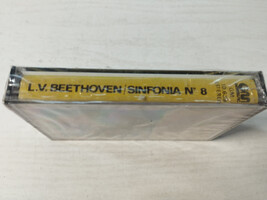 L.V. BEETHOVEN/SINFONIA N° 8